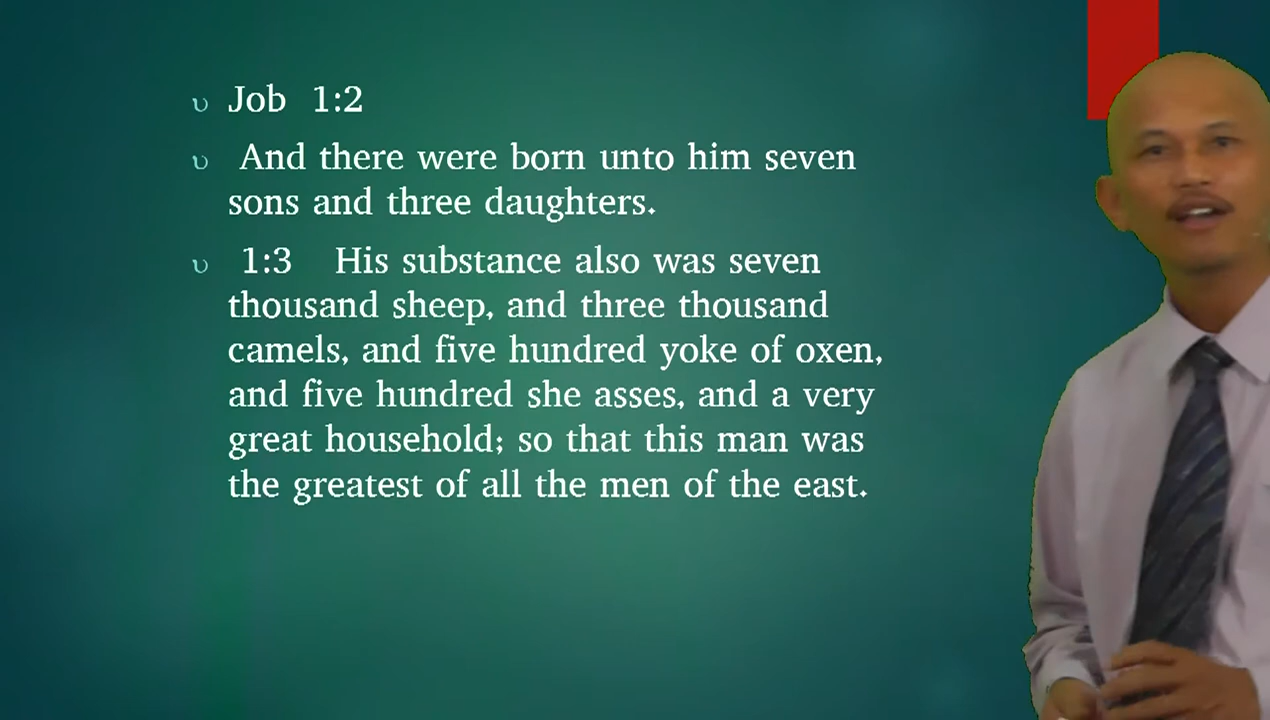 Job 1:2
And there were born unto him seven
sons and three daughters.
1:3 His substance also was seven
thousand sheep, and three thousand
camels, and five hundred yoke of oxen,
and five hundred she asses, and a very
great household; so that this man was
the greatest of all the men of the east.